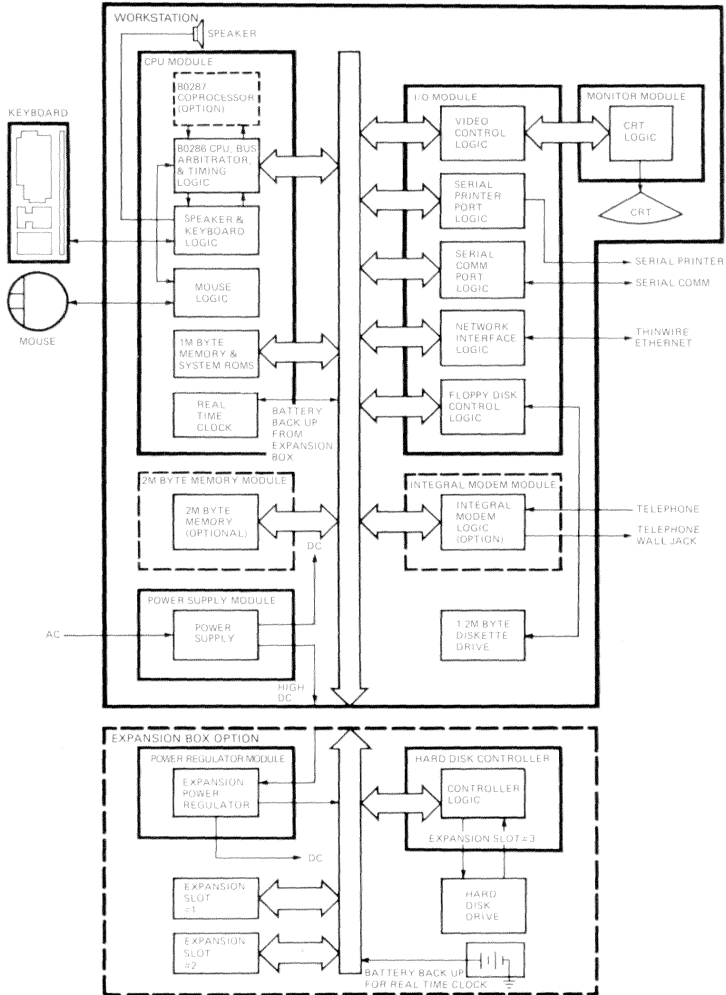 WORKSTATION
SPEAKER
CPU MODULE
80287
COPROCESSOR
(OPTION)
80286 CPU, BUS
ARBITRATOR,
& TIMING
LOGIC
SPEAKER &
KEYBOARD
LOGIC
MOUSE
LOGIC
1M BYTE
MEMORY &
SYSTEM ROMS
REAL
TIME
CLOCK
BATTERY
BACK UP
FROM
EXPANSION
BOX
KEYBOARD
MOUSE
I/O MODULE
VIDEO
CONTROL
LOGIC
SERIAL
PRINTER
PORT
LOGIC
SERIAL
COMM
PORT
LOGIC
NETWORK
INTERFACE
LOGIC
FLOPPY DISK
CONTROL
LOGIC
MONITOR MODULE
CRT
LOGIC
CRT
SERIAL PRINTER
SERIAL COMM
THINWIRE
ETHERNET
2M BYTE MEMORY MODULE
2M BYTE
MEMORY
(OPTIONAL)
DC
INTEGRAL MODEM MODULE
INTEGRAL
MODEM
LOGIC
(OPTION)
TELEPHONE
TELEPHONE
WALL JACK
POWER SUPPLY MODULE
POWER
SUPPLY
AC
HIGH
DC
1.2M BYTE
DISKETTE
DRIVE
EXPANSION BOX OPTION
POWER REGULATOR MODULE
EXPANSION
POWER
REGULATOR
DC
HARD DISK CONTROLLER
CONTROLLER
LOGIC
EXPANSION SLOT #3
HARD
DISK
DRIVE
EXPANSION
SLOT
#1
EXPANSION
SLOT
#2
BATTERY BACK UP
FOR REAL TIME CLOCK